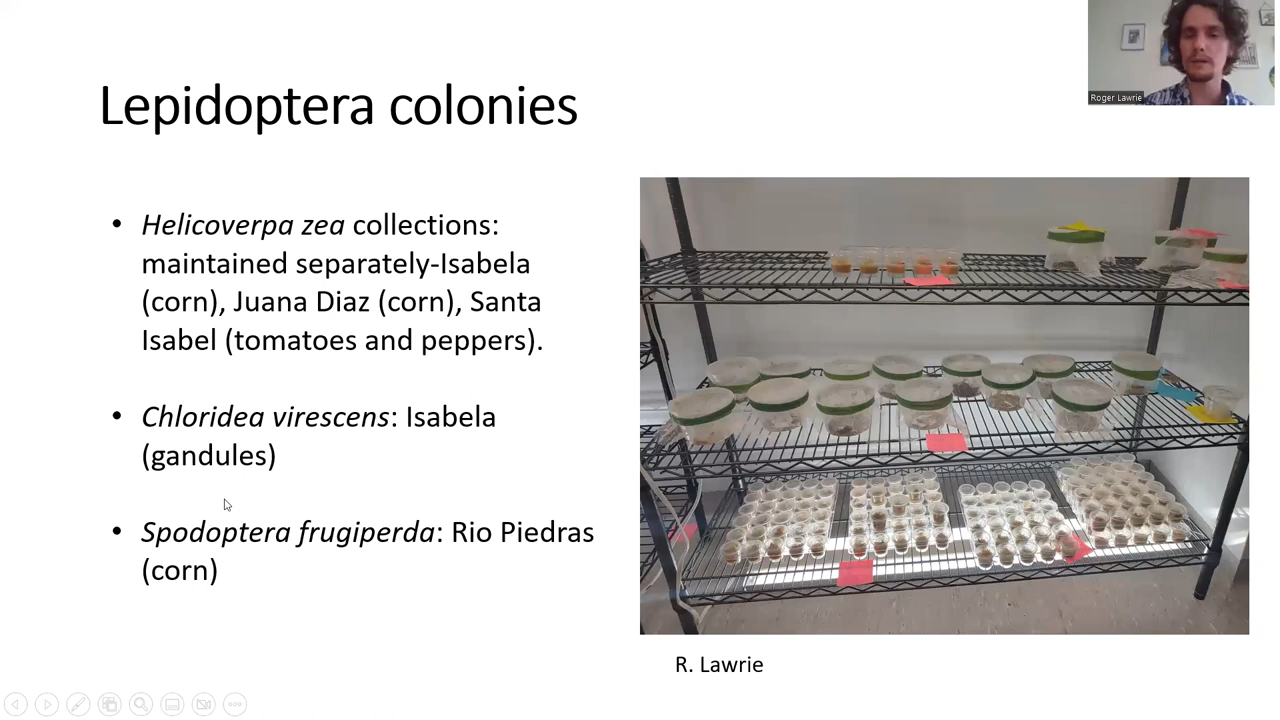 Roger Lawrie
Lepidoptera colonies
• Helicoverpa zea collections:
maintained separately-Isabela
(corn), Juana Diaz (corn), Santa
Isabel (tomatoes and peppers).
• Chloridea virescens: Isabela
(gandules)
• Spodoptera frugiperda: Rio Piedras
(corn)
R. Lawrie